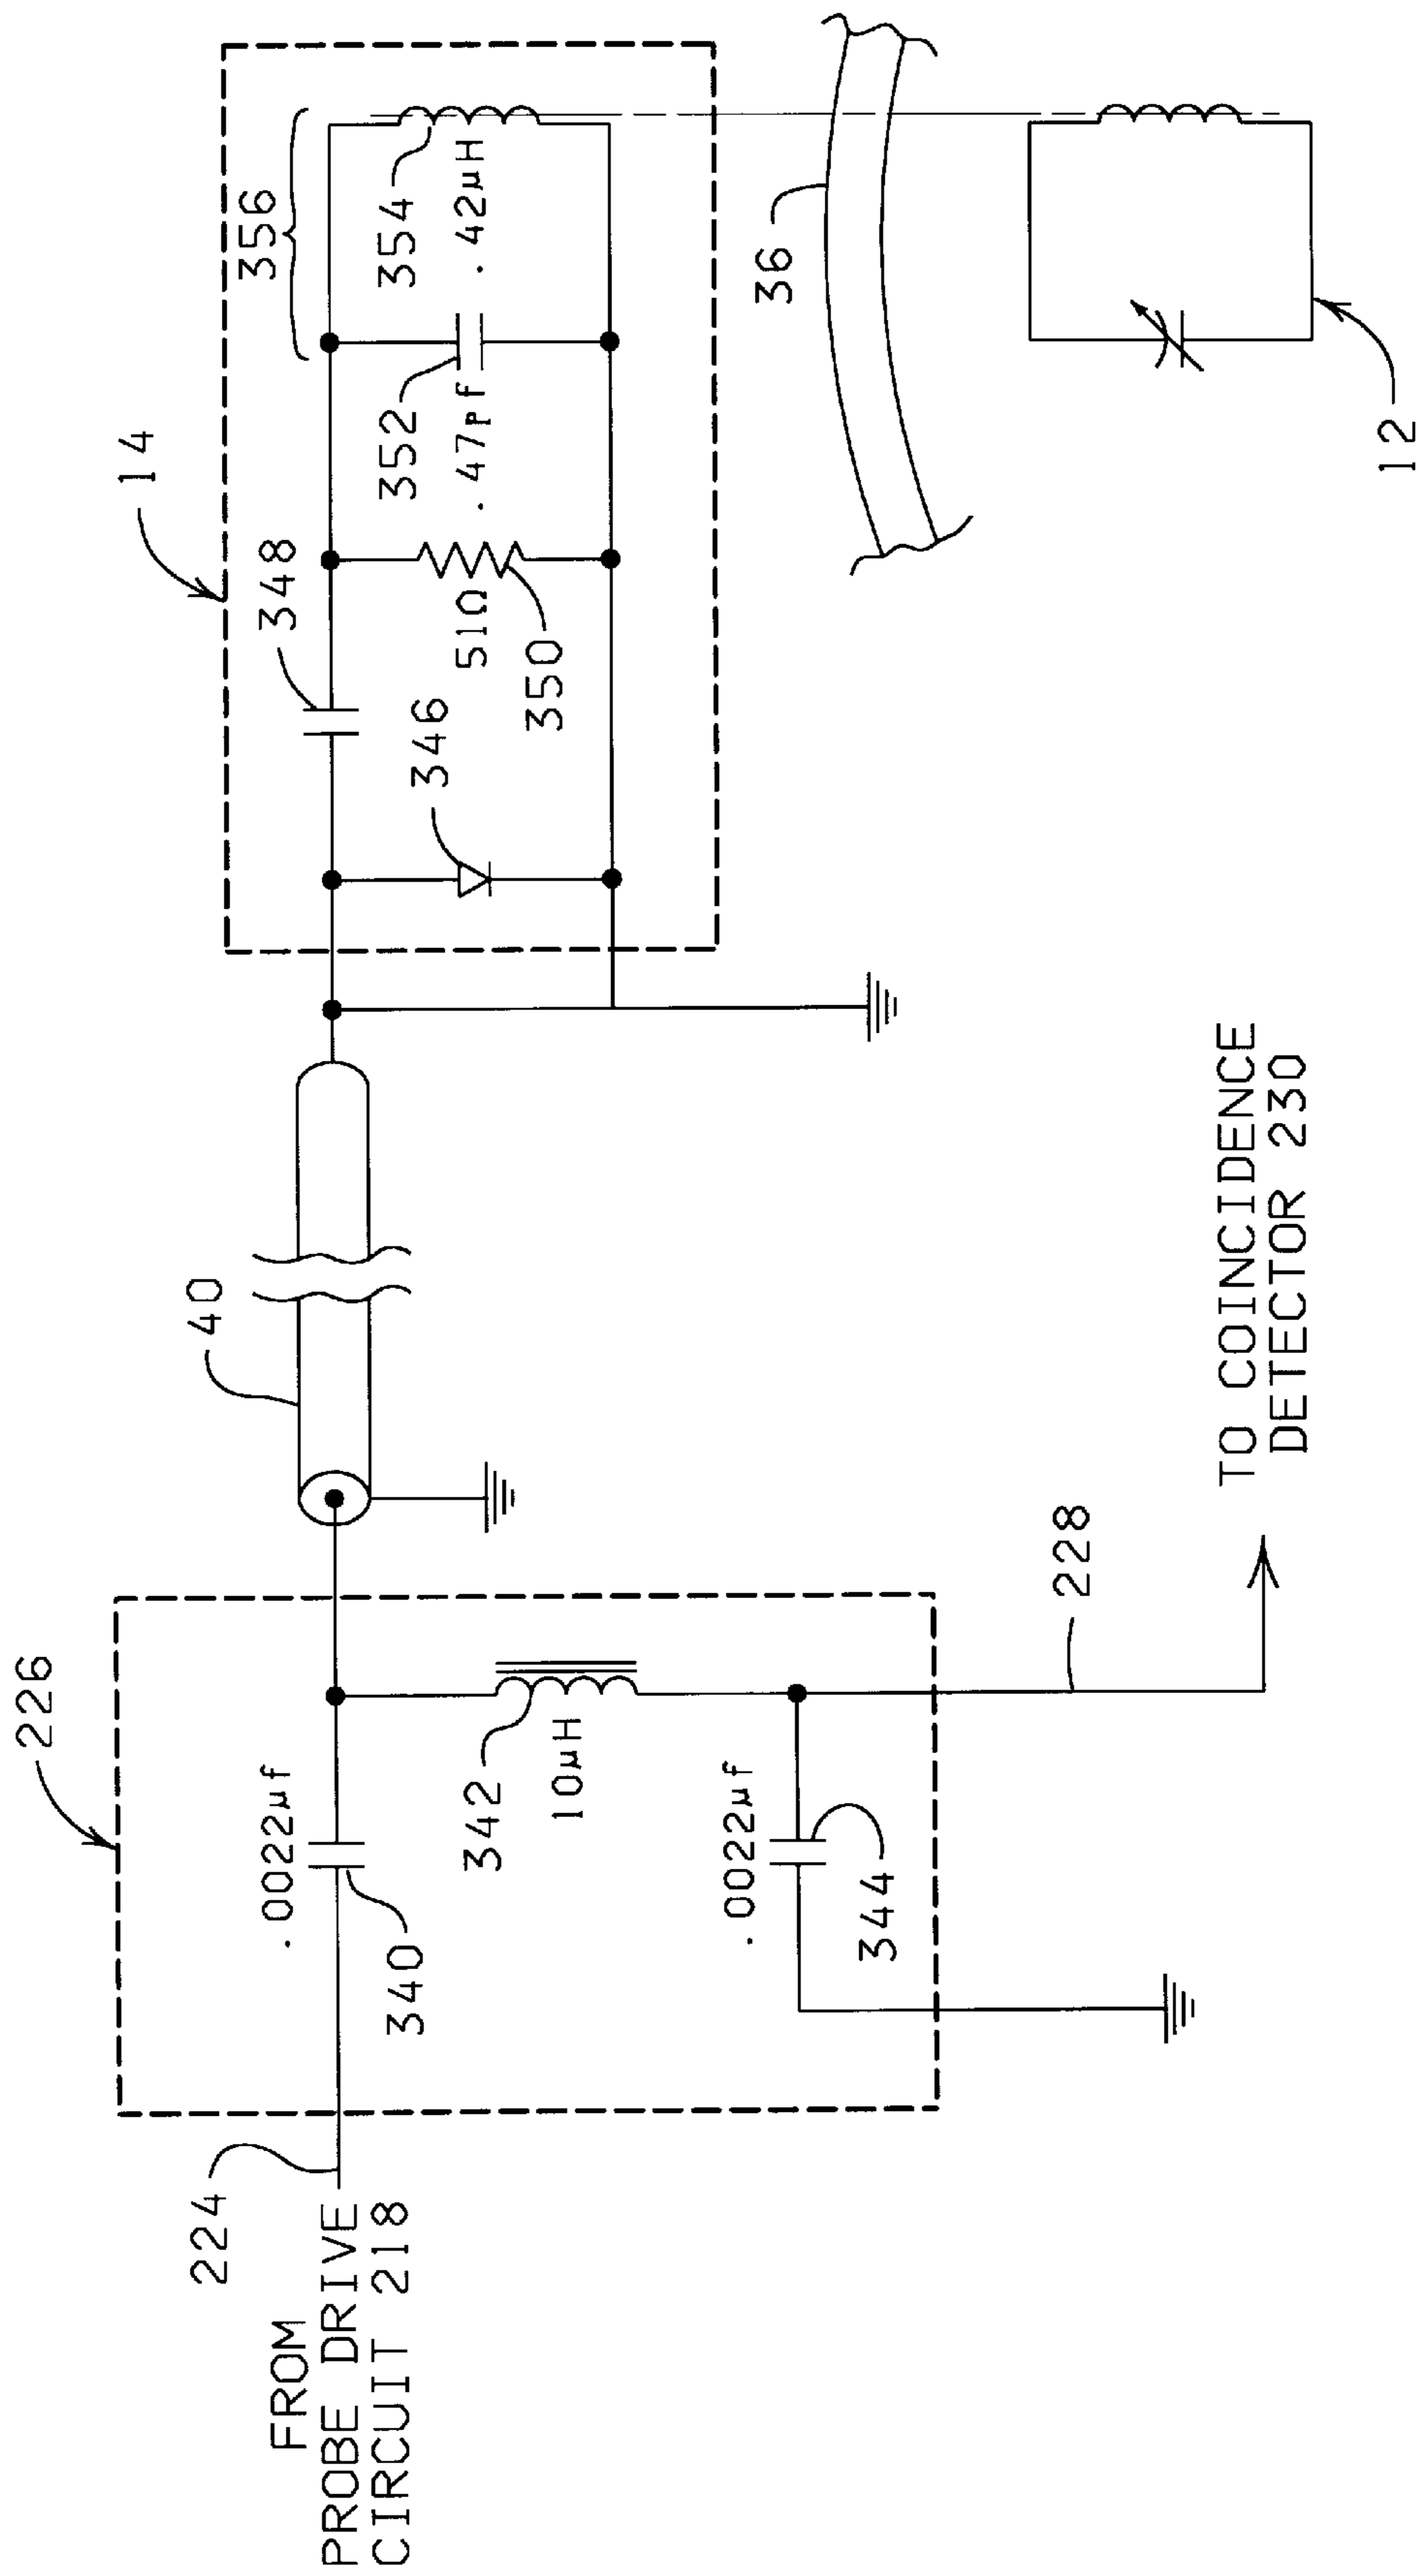 226
224
FROM
PROBE DRIVE
CIRCUIT 218
.0022μf
340
342
10μH
.0022μf
344
228
TO COINCIDENCE
DETECTOR 230
40
14
348
346
51Ω
350
352
.47pf
356
354
.42μH
36
12